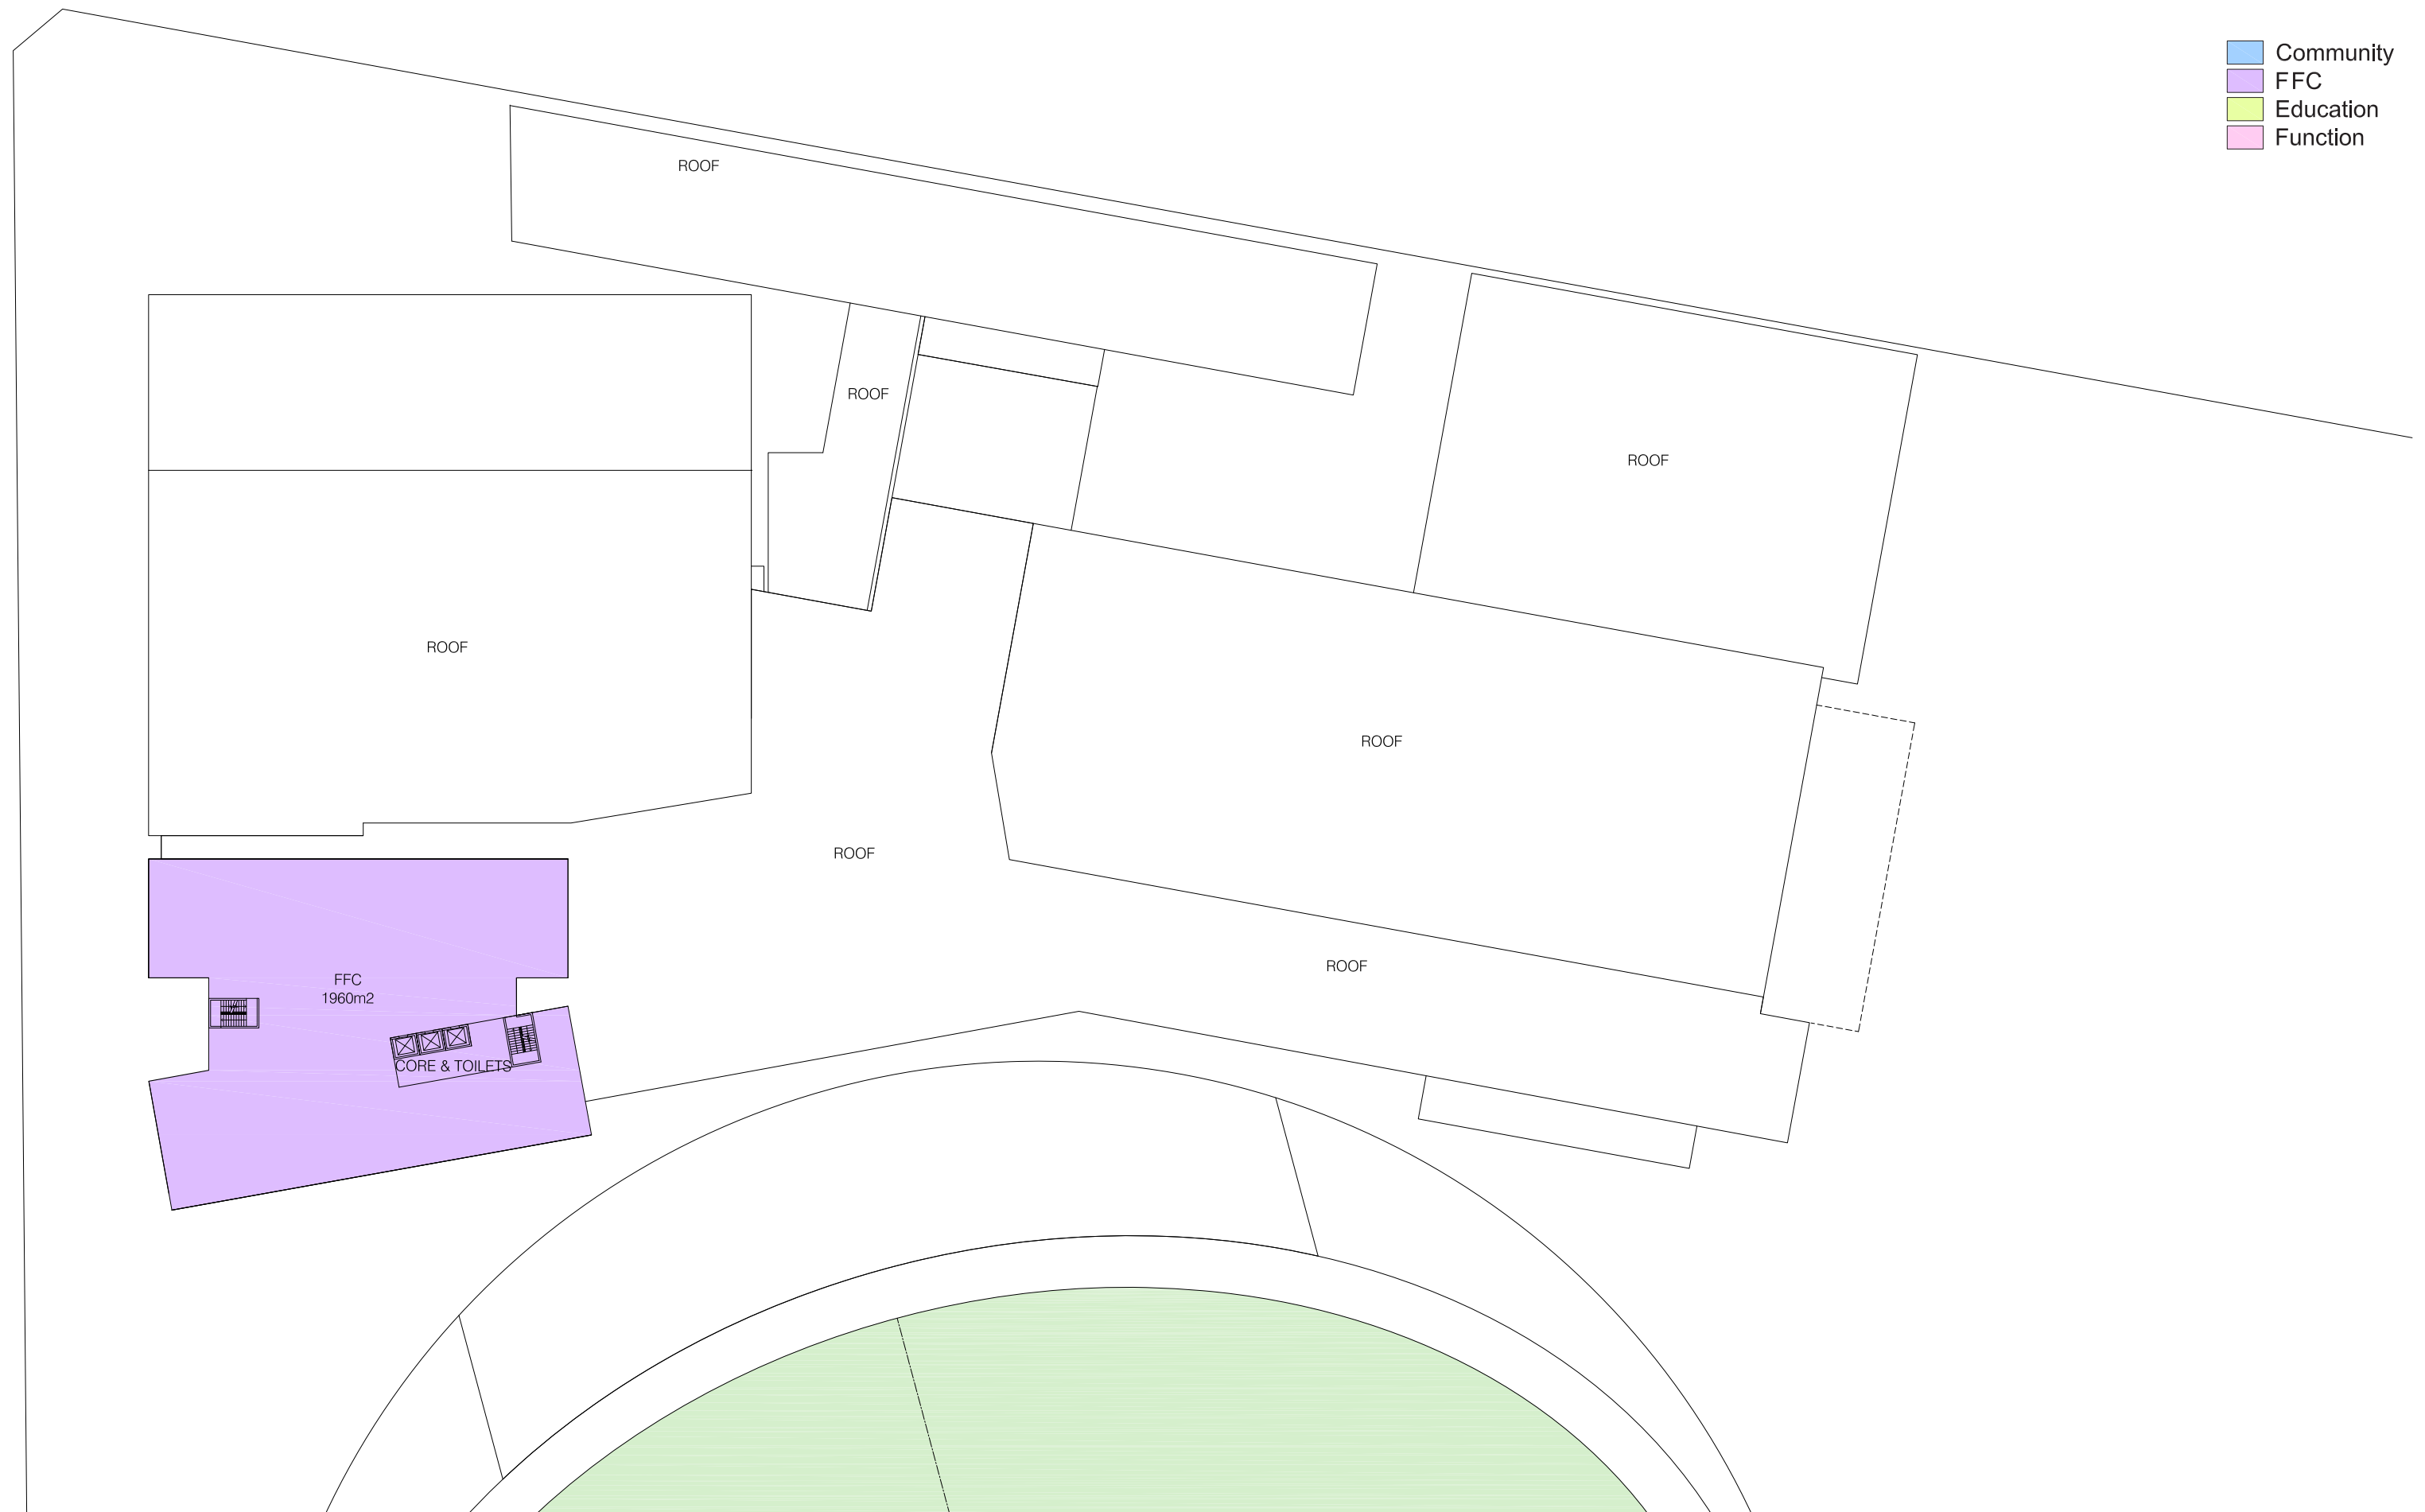 Community
FFC
Education
Function
ROOF
ROOF
ROOF
ROOF
ROOF
ROOF
ROOF
FFC
1960m2
CORE & TOILETS